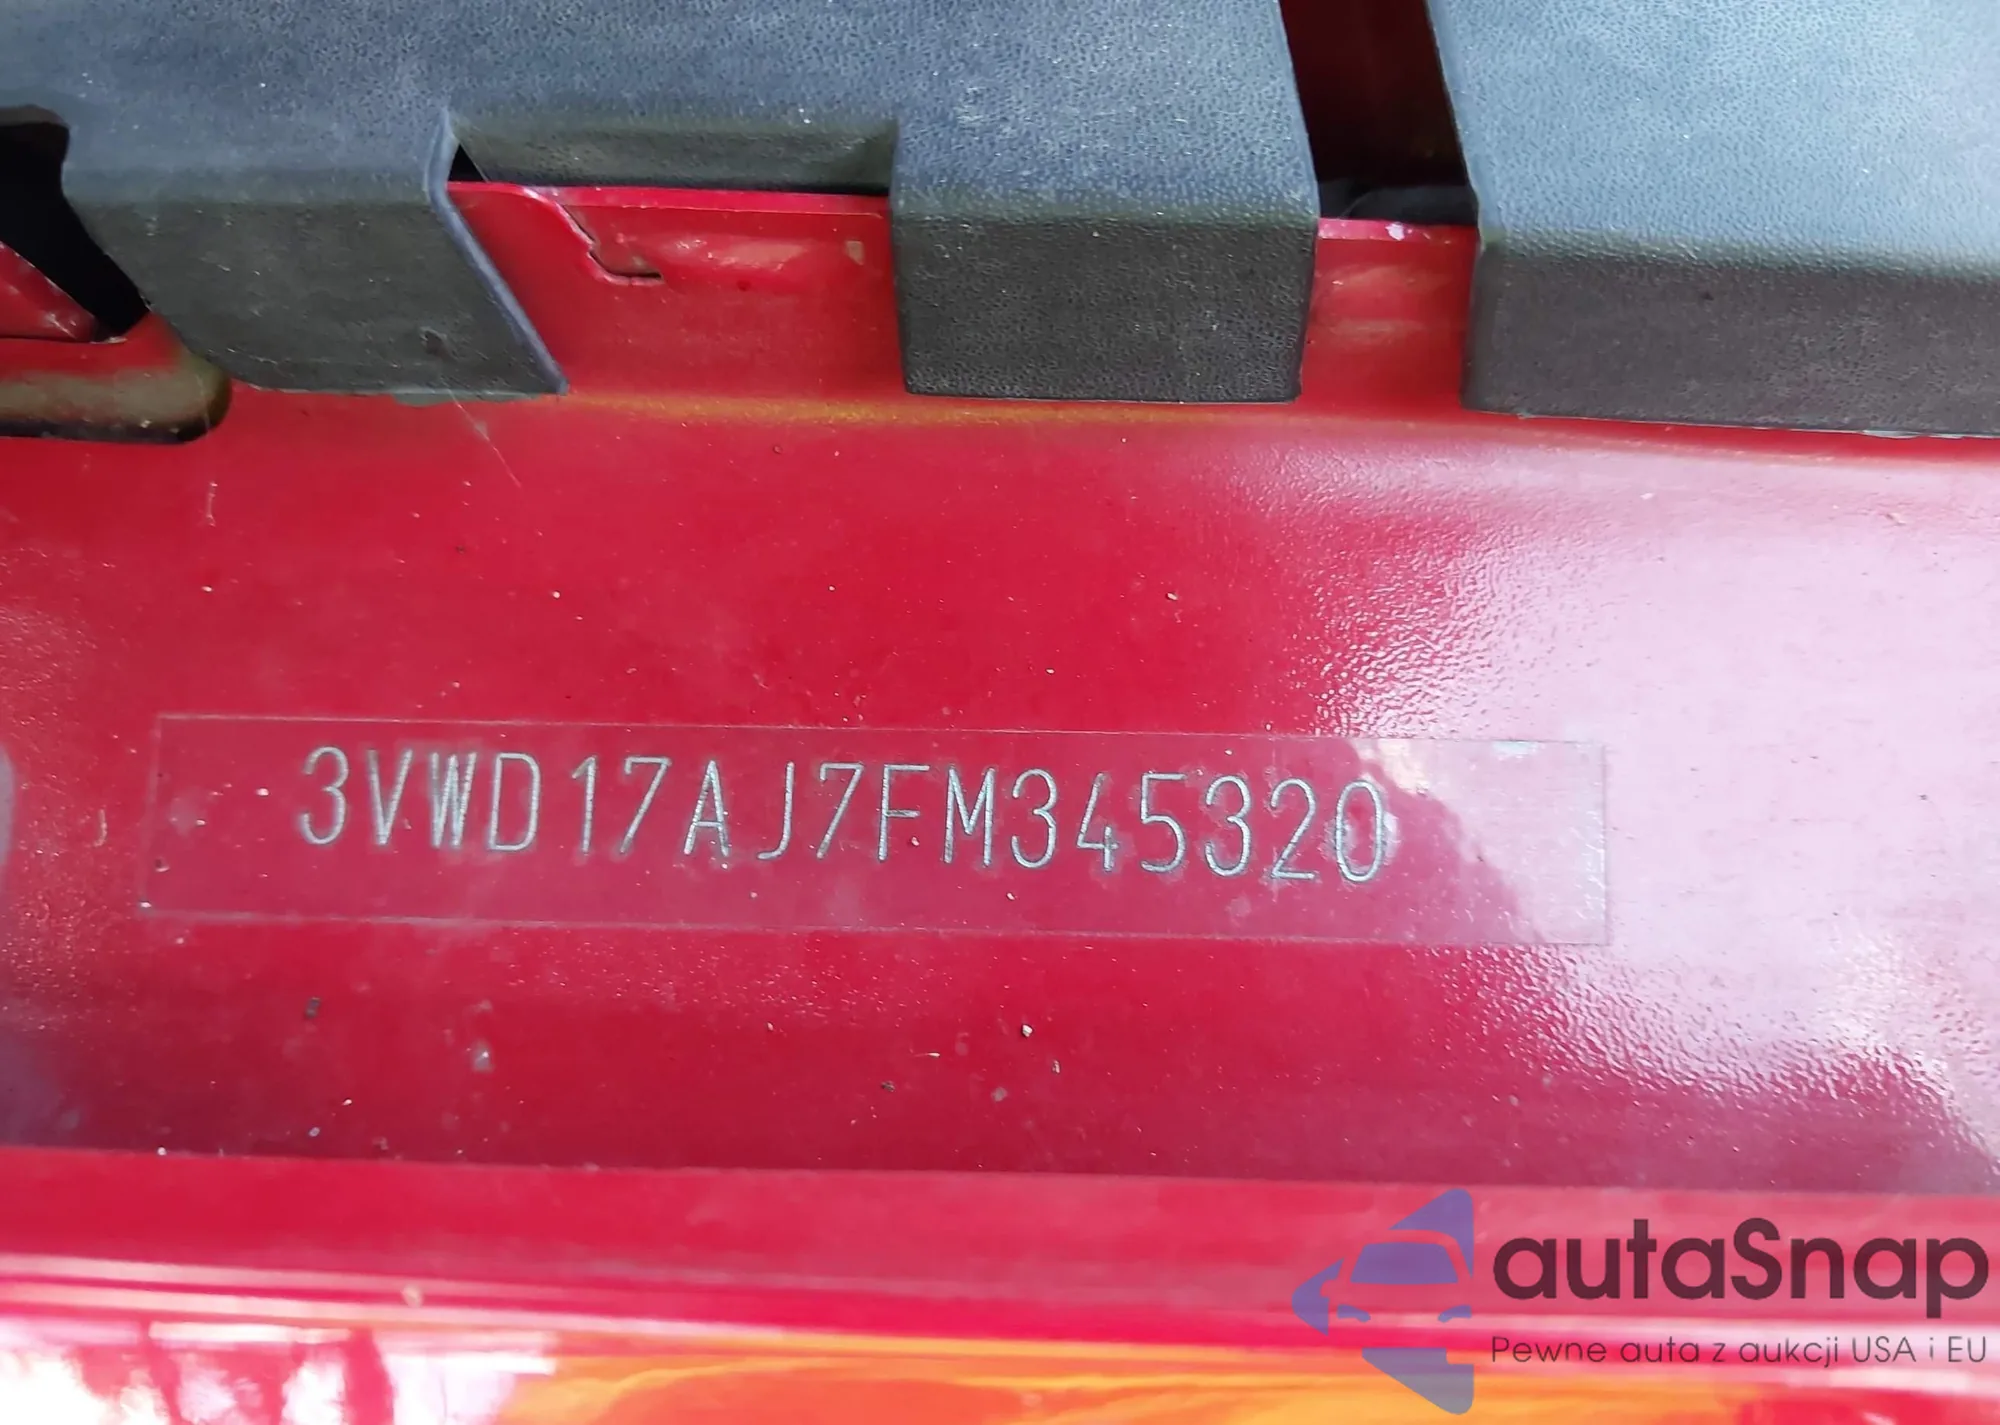 3VWD17AJ7FM345320
autaSnap
Pewne auta z aukcji USA i EU